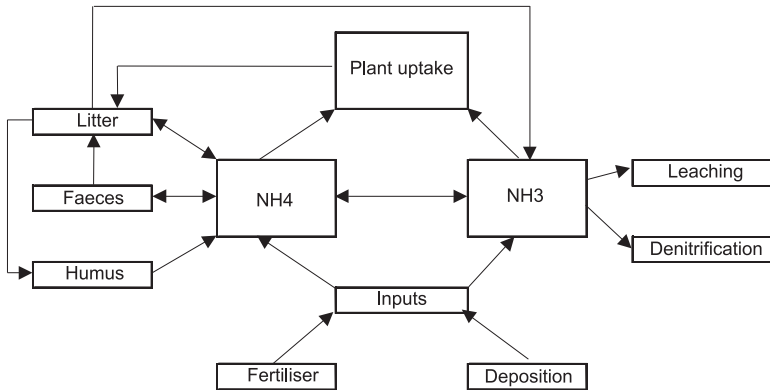 Plant uptake
Litter
NH4
NH3
Leaching
Faeces
Denitrification
Humus
Inputs
Fertiliser
Deposition